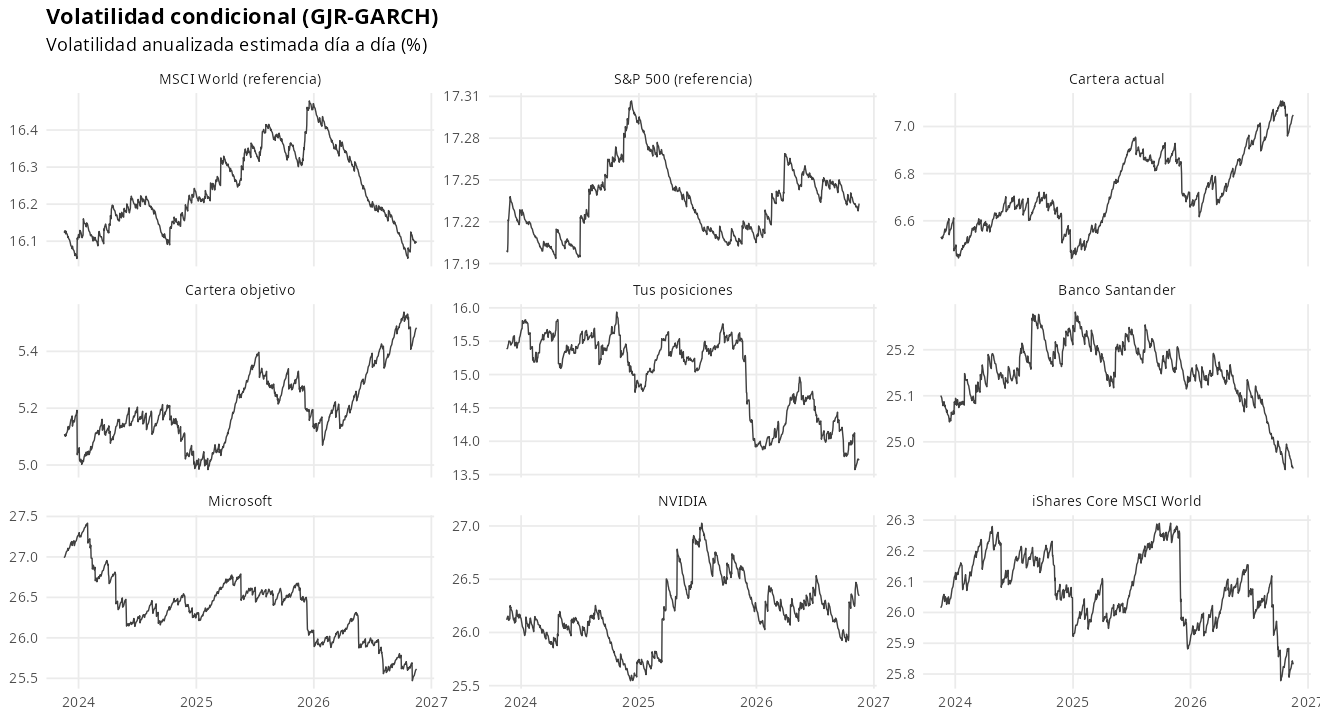 Volatilidad condicional (GJR-GARCH)
Volatilidad anualizada estimada día a día (%)
MSCI World (referencia)
S&P 500 (referencia)
Cartera actual
16.4
16.3
16.2
16.1
17.31
17.28
17.25
17.22
17.19
7.0
6.8
6.6
Cartera objetivo
Tus posiciones
Banco Santander
5.4
5.2
5.0
16.0
15.5
15.0
14.5
14.0
13.5
25.2
25.1
25.0
Microsoft
NVIDIA
iShares Core MSCI World
27.5
27.0
26.5
26.0
25.5
27.0
26.5
26.0
25.5
26.3
26.2
26.1
26.0
25.9
25.8
2024 2025 2026 2027
2024 2025 2026 2027
2024 2025 2026 2027